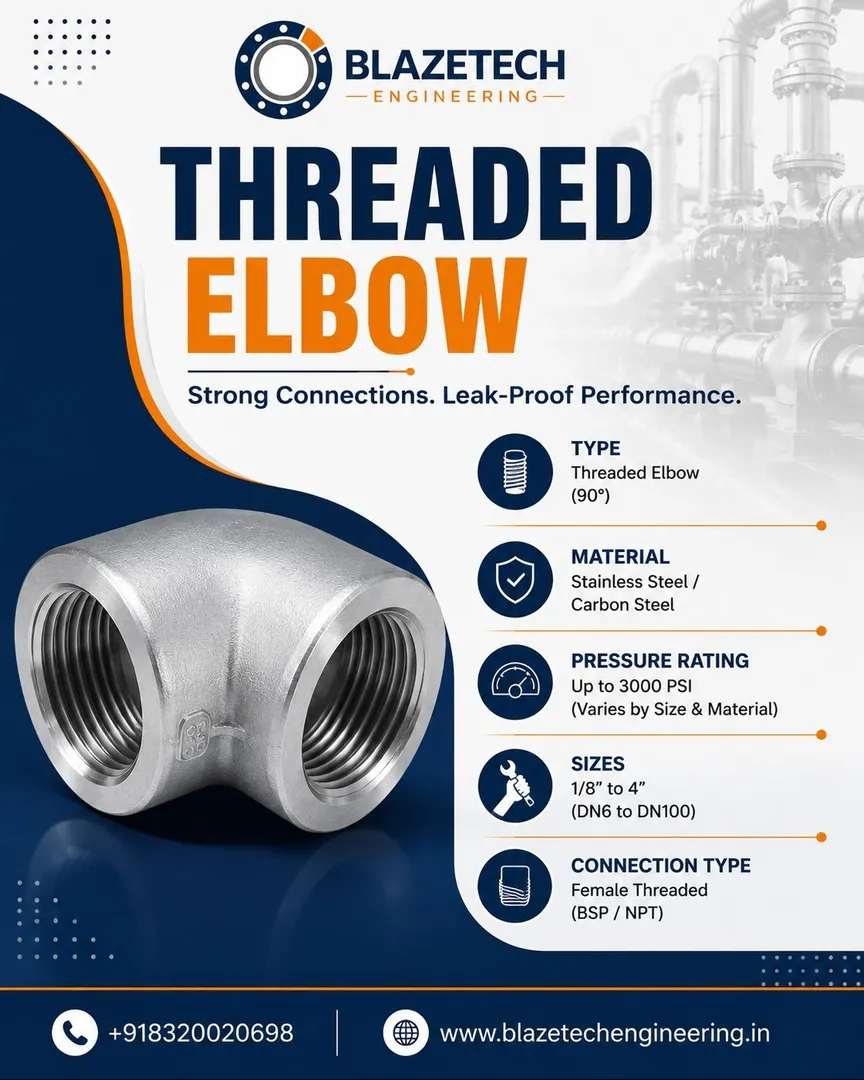 BLAZETECH
ENGINEERING
THREADED
ELBOW
Strong Connections. Leak-Proof Performance.
TYPE
Threaded Elbow
(90°)
MATERIAL
Stainless Steel /
Carbon Steel
PRESSURE RATING
Up to 3000 PSI
(Varies by Size & Material)
SIZES
1/8” to 4”
(DN6 to DN100)
CONNECTION TYPE
Female Threaded
(BSP / NPT)
+918320020698
www.blazetechengineering.in